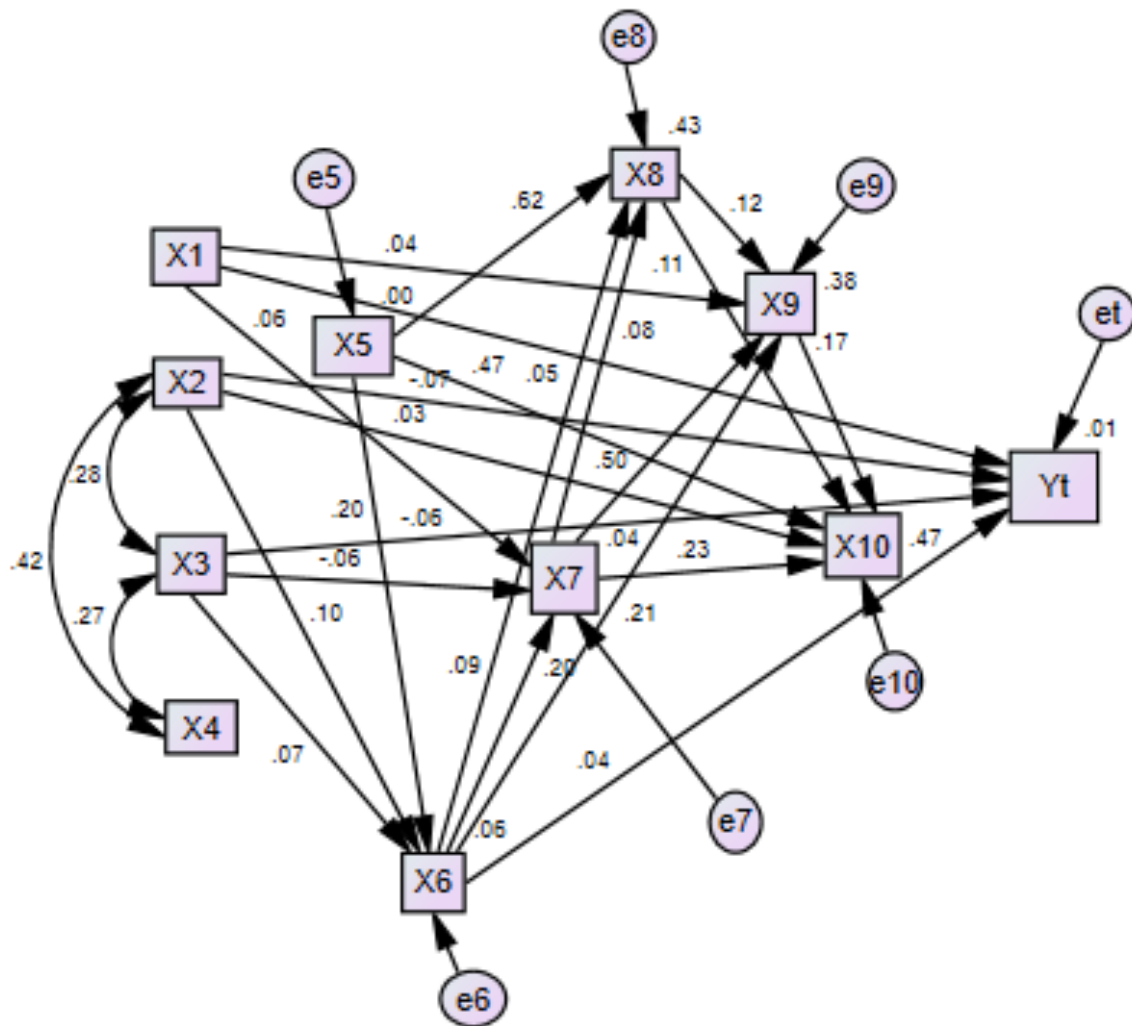 e8
.43
X8
e5
e9
.62
.12
X1
.04
.11
.38
X9
et
.00
.06
.08
X5
.17
.47
.05
-.07
X2
.03
.01
.28
.50
Yt
.20
-.06
.42
X3
-.06
.04
.23
X10
.47
X7
.27
.10
.21
.09
.20
e10
X4
.07
.04
.06
e7
X6
e6